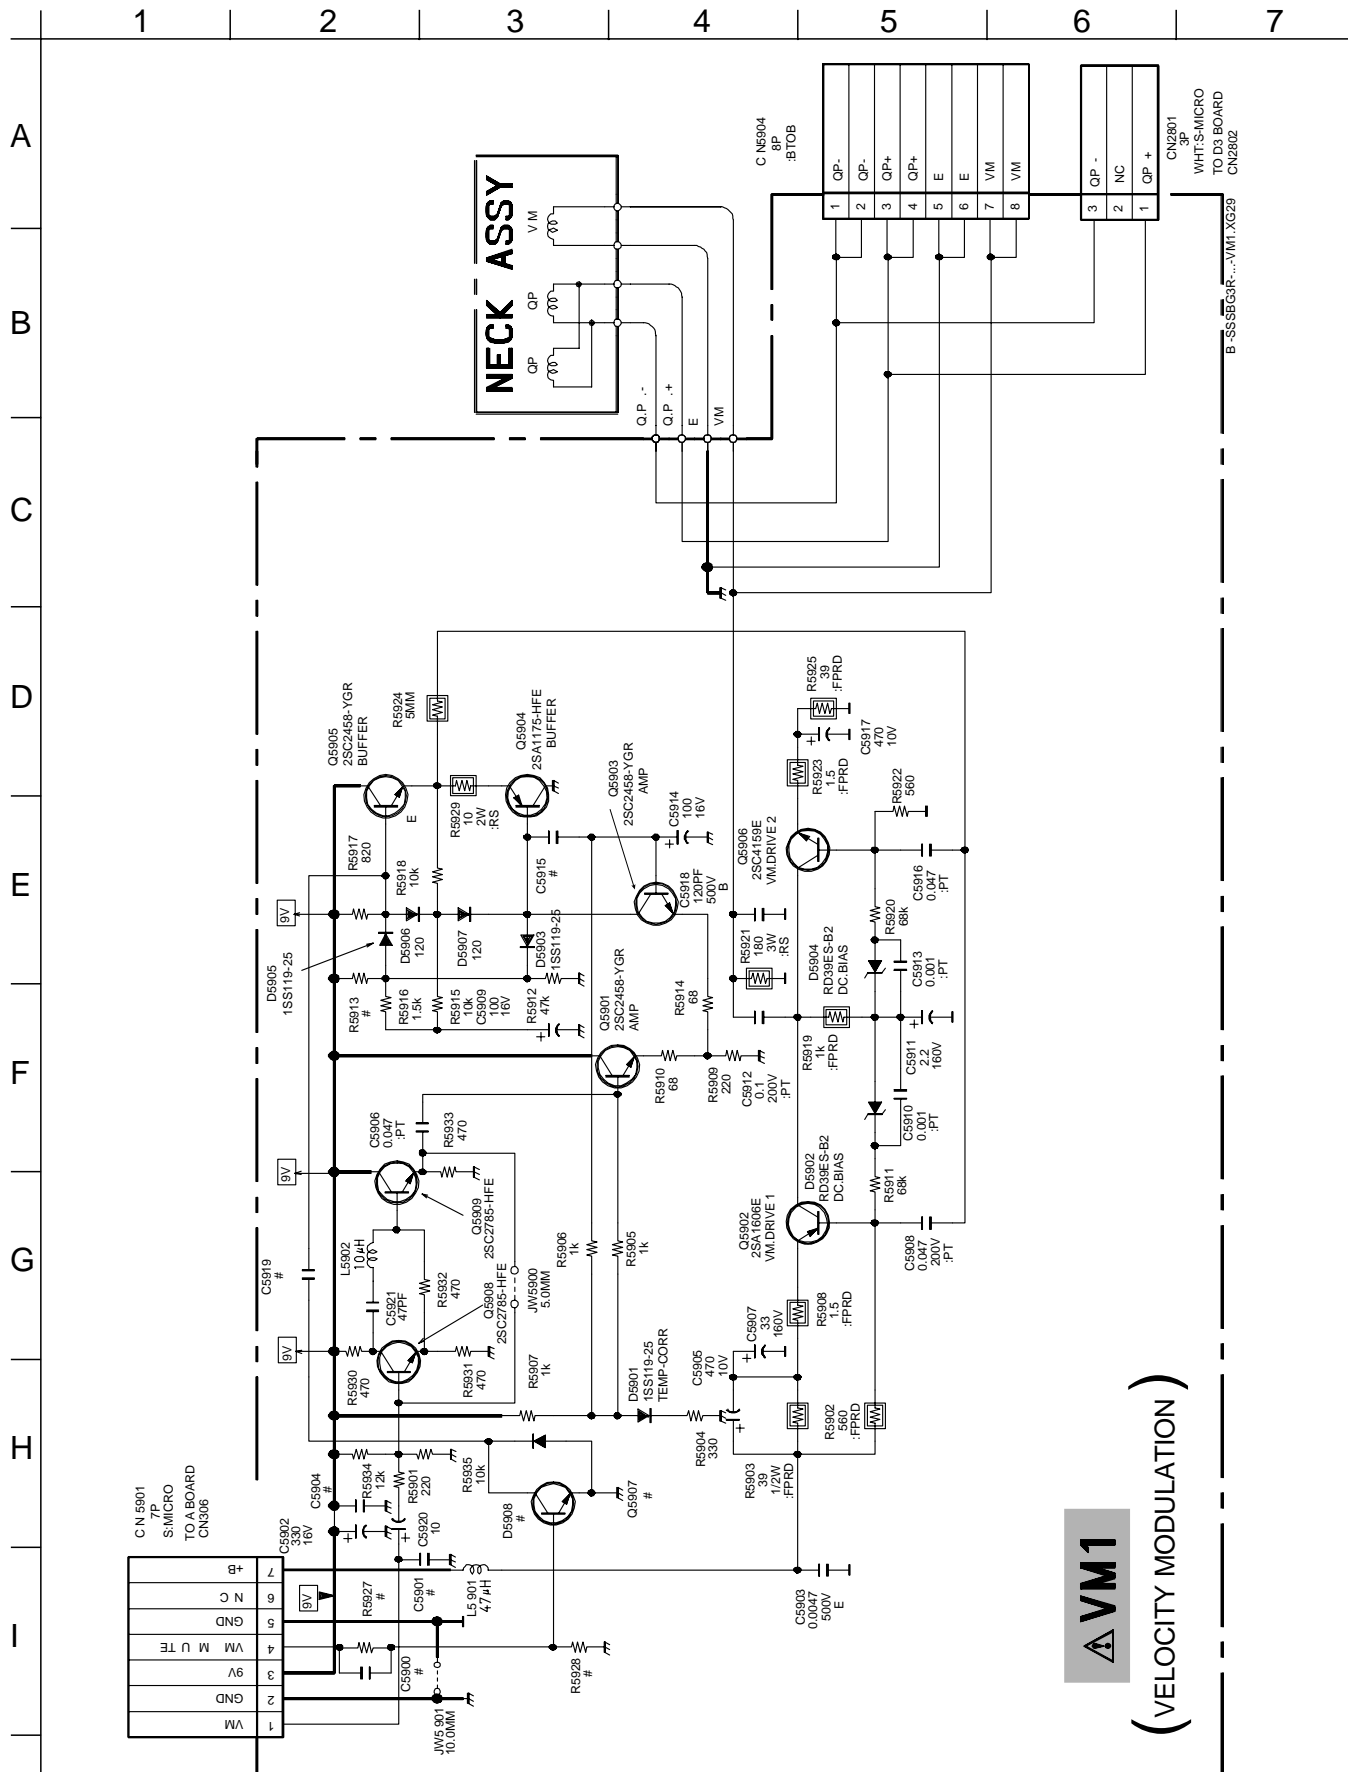 1 2 3 4 5 6 7
A
B
C
D
E
F
G
H
I
C N5904
8P
:BTOB
1 QP-
2 QP-
3 QP+
4 QP+
5 E
6 E
7 VM
8 VM
3 QP -
2 NC
1 QP +
CN2801
3P
WHT:S-MICRO
TO D3 BOARD
CN2802
B -SSSBG3R-...-VM1.XG29
NECK ASSY
QP
QP
VM
Q.P .-
Q.P .+
E
VM
Q5905
2SC2458-YGR
BUFFER
R5924
5MM
Q5904
2SA1175-HFE
BUFFER
Q5903
2SC2458-YGR
AMP
R5925
39
:FPRD
C5917
470
10V
R5923
1.5
:FPRD
R5922
560
E
R5929
10
2W
:RS
C5914
100
16V
Q5906
2SC4159E
VM.DRIVE 2
R5917
820
R5918
10k
C5915
#
C5918
120PF
500V
B
C5916
0.047
:PT
R5920
68k
9V
D5905
1SS119-25
D5906
120
D5907
120
D5903
1SS119-25
R5921
180
3W
:RS
D5904
RD39ES-B2
DC.BIAS
C5913
0.001
:PT
R5913
#
R5916
1.5k
R5915
10k
C5909
100
16V
R5912
47k
Q5901
2SC2458-YGR
AMP
R5914
68
R5919
1k
:FPRD
C5911
2.2
160V
R5910
68
R5909
220
C5912
0.1
200V
:PT
C5910
0.001
:PT
C5906
0.047
:PT
R5933
470
9V
Q5909
2SC2785-HFE
D5902
RD39ES-B2
DC.BIAS
R5911
68k
Q5902
2SA1606E
VM.DRIVE 1
C5908
0.047
200V
:PT
C5919
#
L5902
10µH
C5921
47PF
R5932
470
Q5908
2SC2785-HFE
JW5900
5.0MM
R5906
1k
R5905
1k
9V
R5930
470
R5931
470
R5907
1k
D5901
1SS119-25
TEMP-CORR
C5905
470
10V
C5907
33
160V
R5908
1.5
:FPRD
R5902
560
:FPRD
R5904
330
R5903
39
1/2W
:FPRD
C N 5901
7P
S:MICRO
TO A BOARD
CN306
C5902
330
16V
C5904
#
R5934
12k
R5901
220
R5935
10k
D5908
#
Q5907
#
C5920
10
7 +B
6 N C
5 GND
4 VM M U TE
3 9V
2 GND
1 VM
9V
R5927
#
C5901
#
L5 901
47µH
C5903
0.0047
500V
E
C5900
#
R5928
#
JW5 901
10.0MM
VM1
(VELOCITY MODULATION)